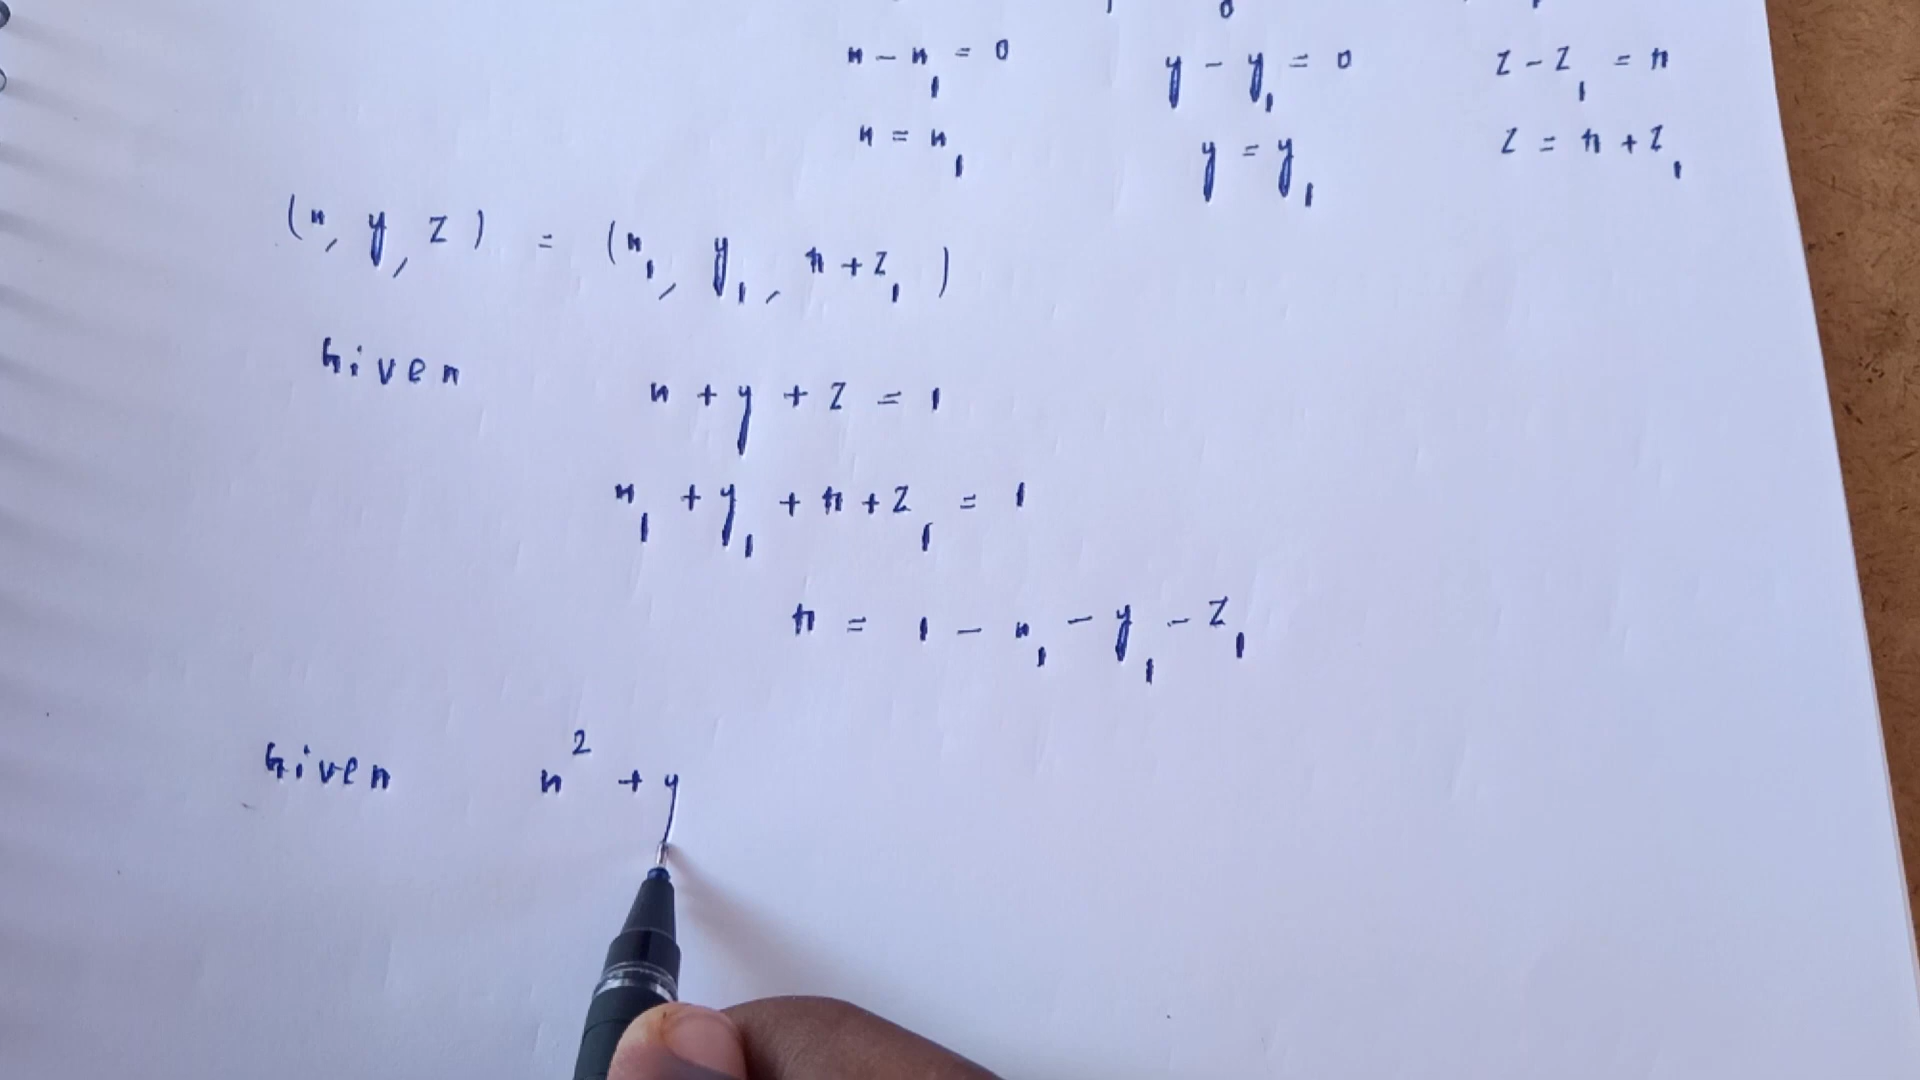 x - x₁ = 0 y - y₁ = 0 z - z₁ = r
x = x₁ y = y₁ z = r + z₁
(x, y, z) = (x₁, y₁, r + z₁)
Given x + y + z = 1
x₁ + y₁ + r + z₁ = 1
r = 1 - x₁ - y₁ - z₁
Given x² + y